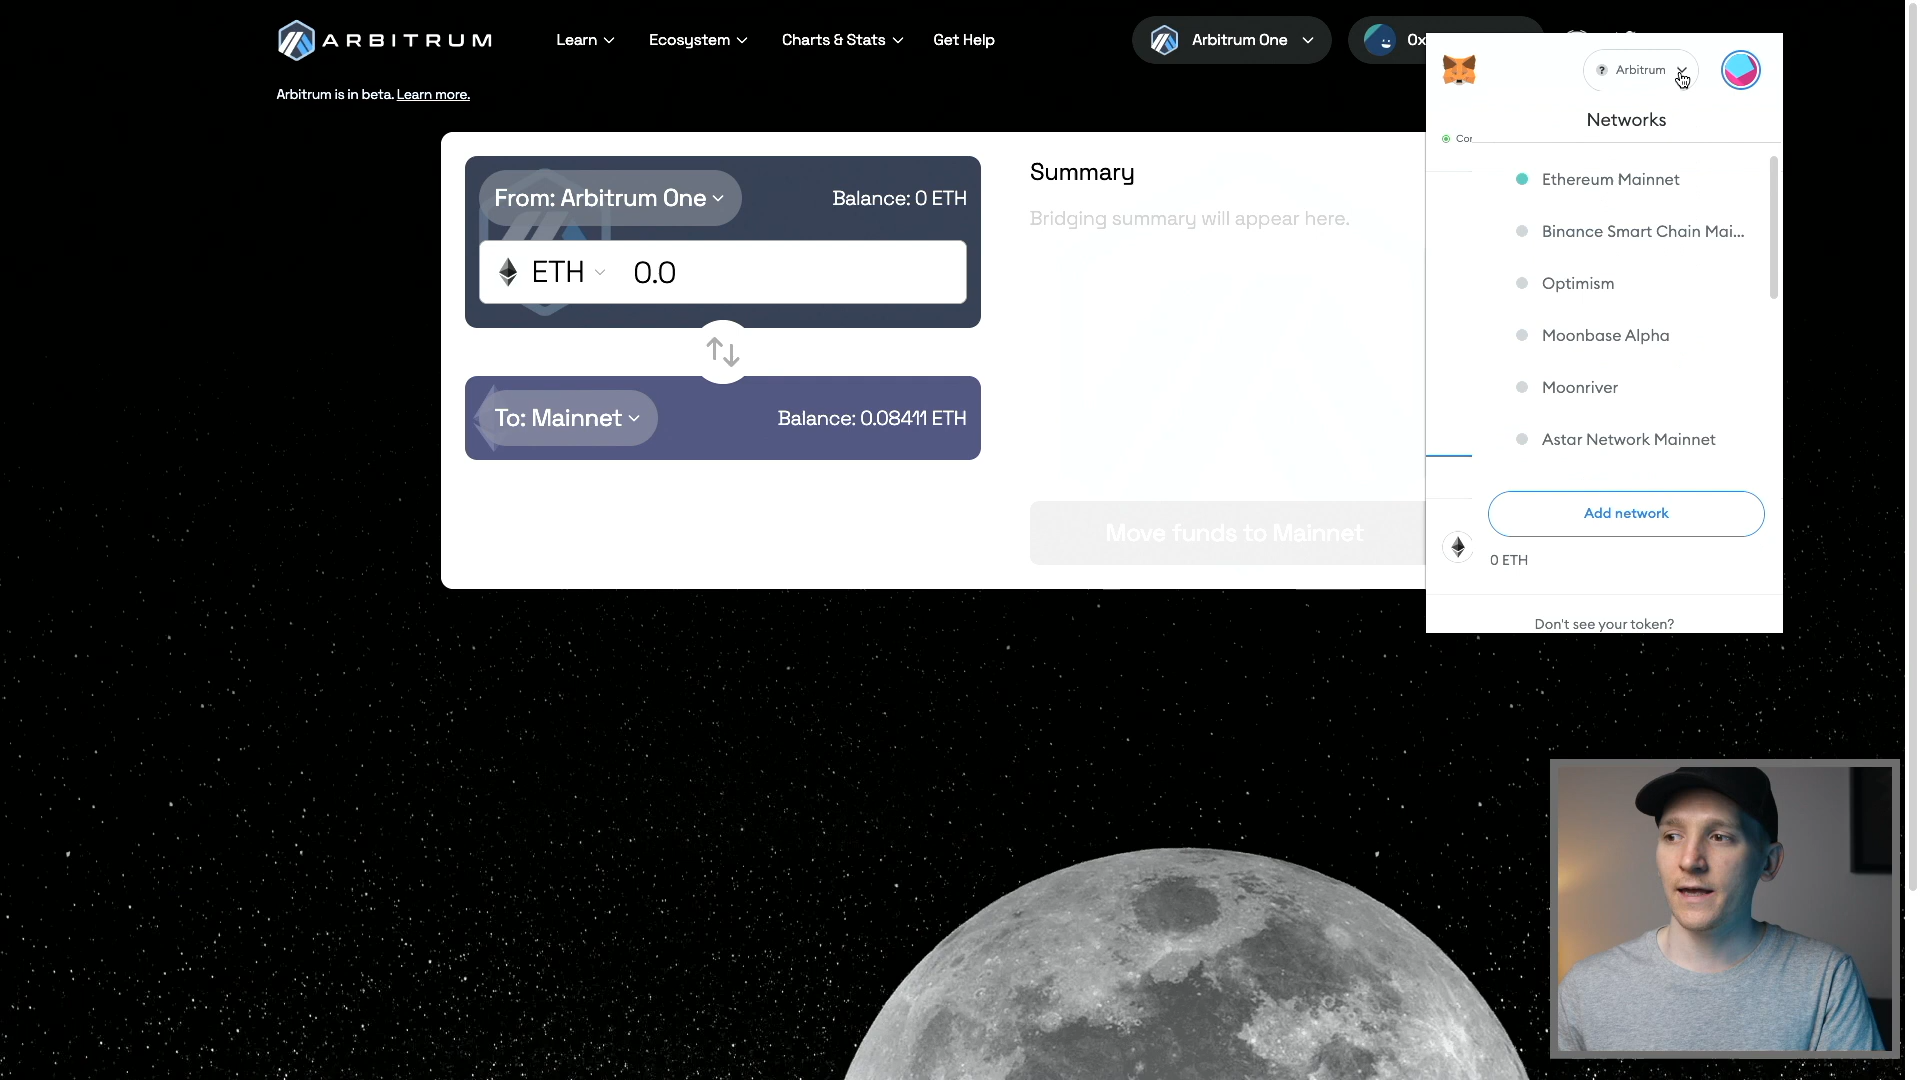 ARBITRUM
Learn
Ecosystem
Charts & Stats
Get Help
Arbitrum One
0x
Arbitrum is in beta. Learn more.
From: Arbitrum One
Balance: 0 ETH
ETH
0.0
To: Mainnet
Balance: 0.08411 ETH
Summary
Bridging summary will appear here.
Move funds to Mainnet
? Arbitrum
Networks
Cor
Ethereum Mainnet
Binance Smart Chain Mai...
Optimism
Moonbase Alpha
Moonriver
Astar Network Mainnet
Add network
0 ETH
Don't see your token?